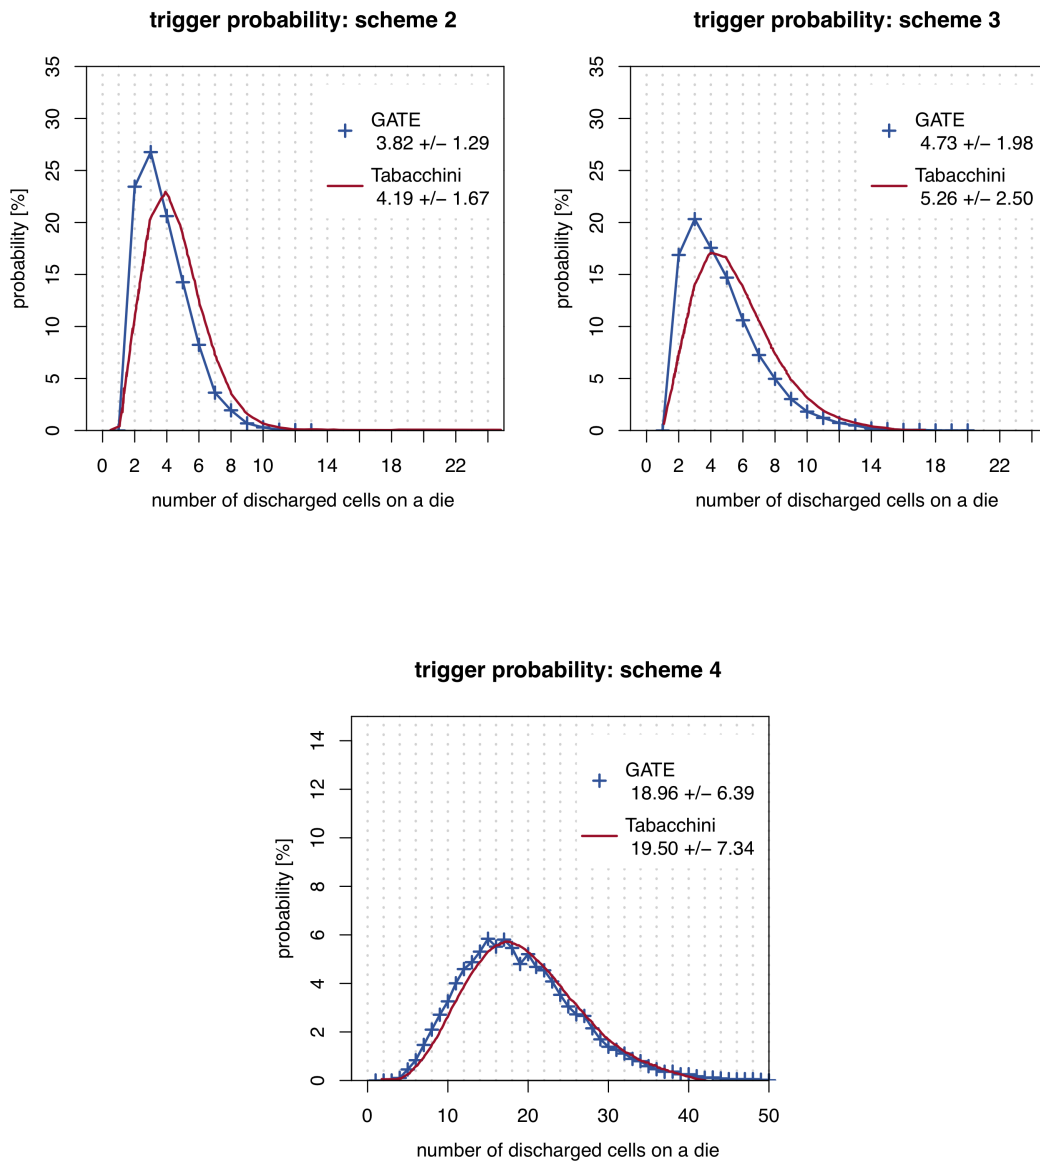 trigger probability: scheme 2
35
30
25
20
15
10
5
0
probability [%]
GATE
3.82 +/− 1.29
Tabacchini
4.19 +/− 1.67
0 2 4 6 8 10 14 18 22
number of discharged cells on a die
trigger probability: scheme 3
35
30
25
20
15
10
5
0
probability [%]
GATE
4.73 +/− 1.98
Tabacchini
5.26 +/− 2.50
0 2 4 6 8 10 14 18 22
number of discharged cells on a die
trigger probability: scheme 4
14
12
10
8
6
4
2
0
probability [%]
GATE
18.96 +/− 6.39
Tabacchini
19.50 +/− 7.34
0 10 20 30 40 50
number of discharged cells on a die